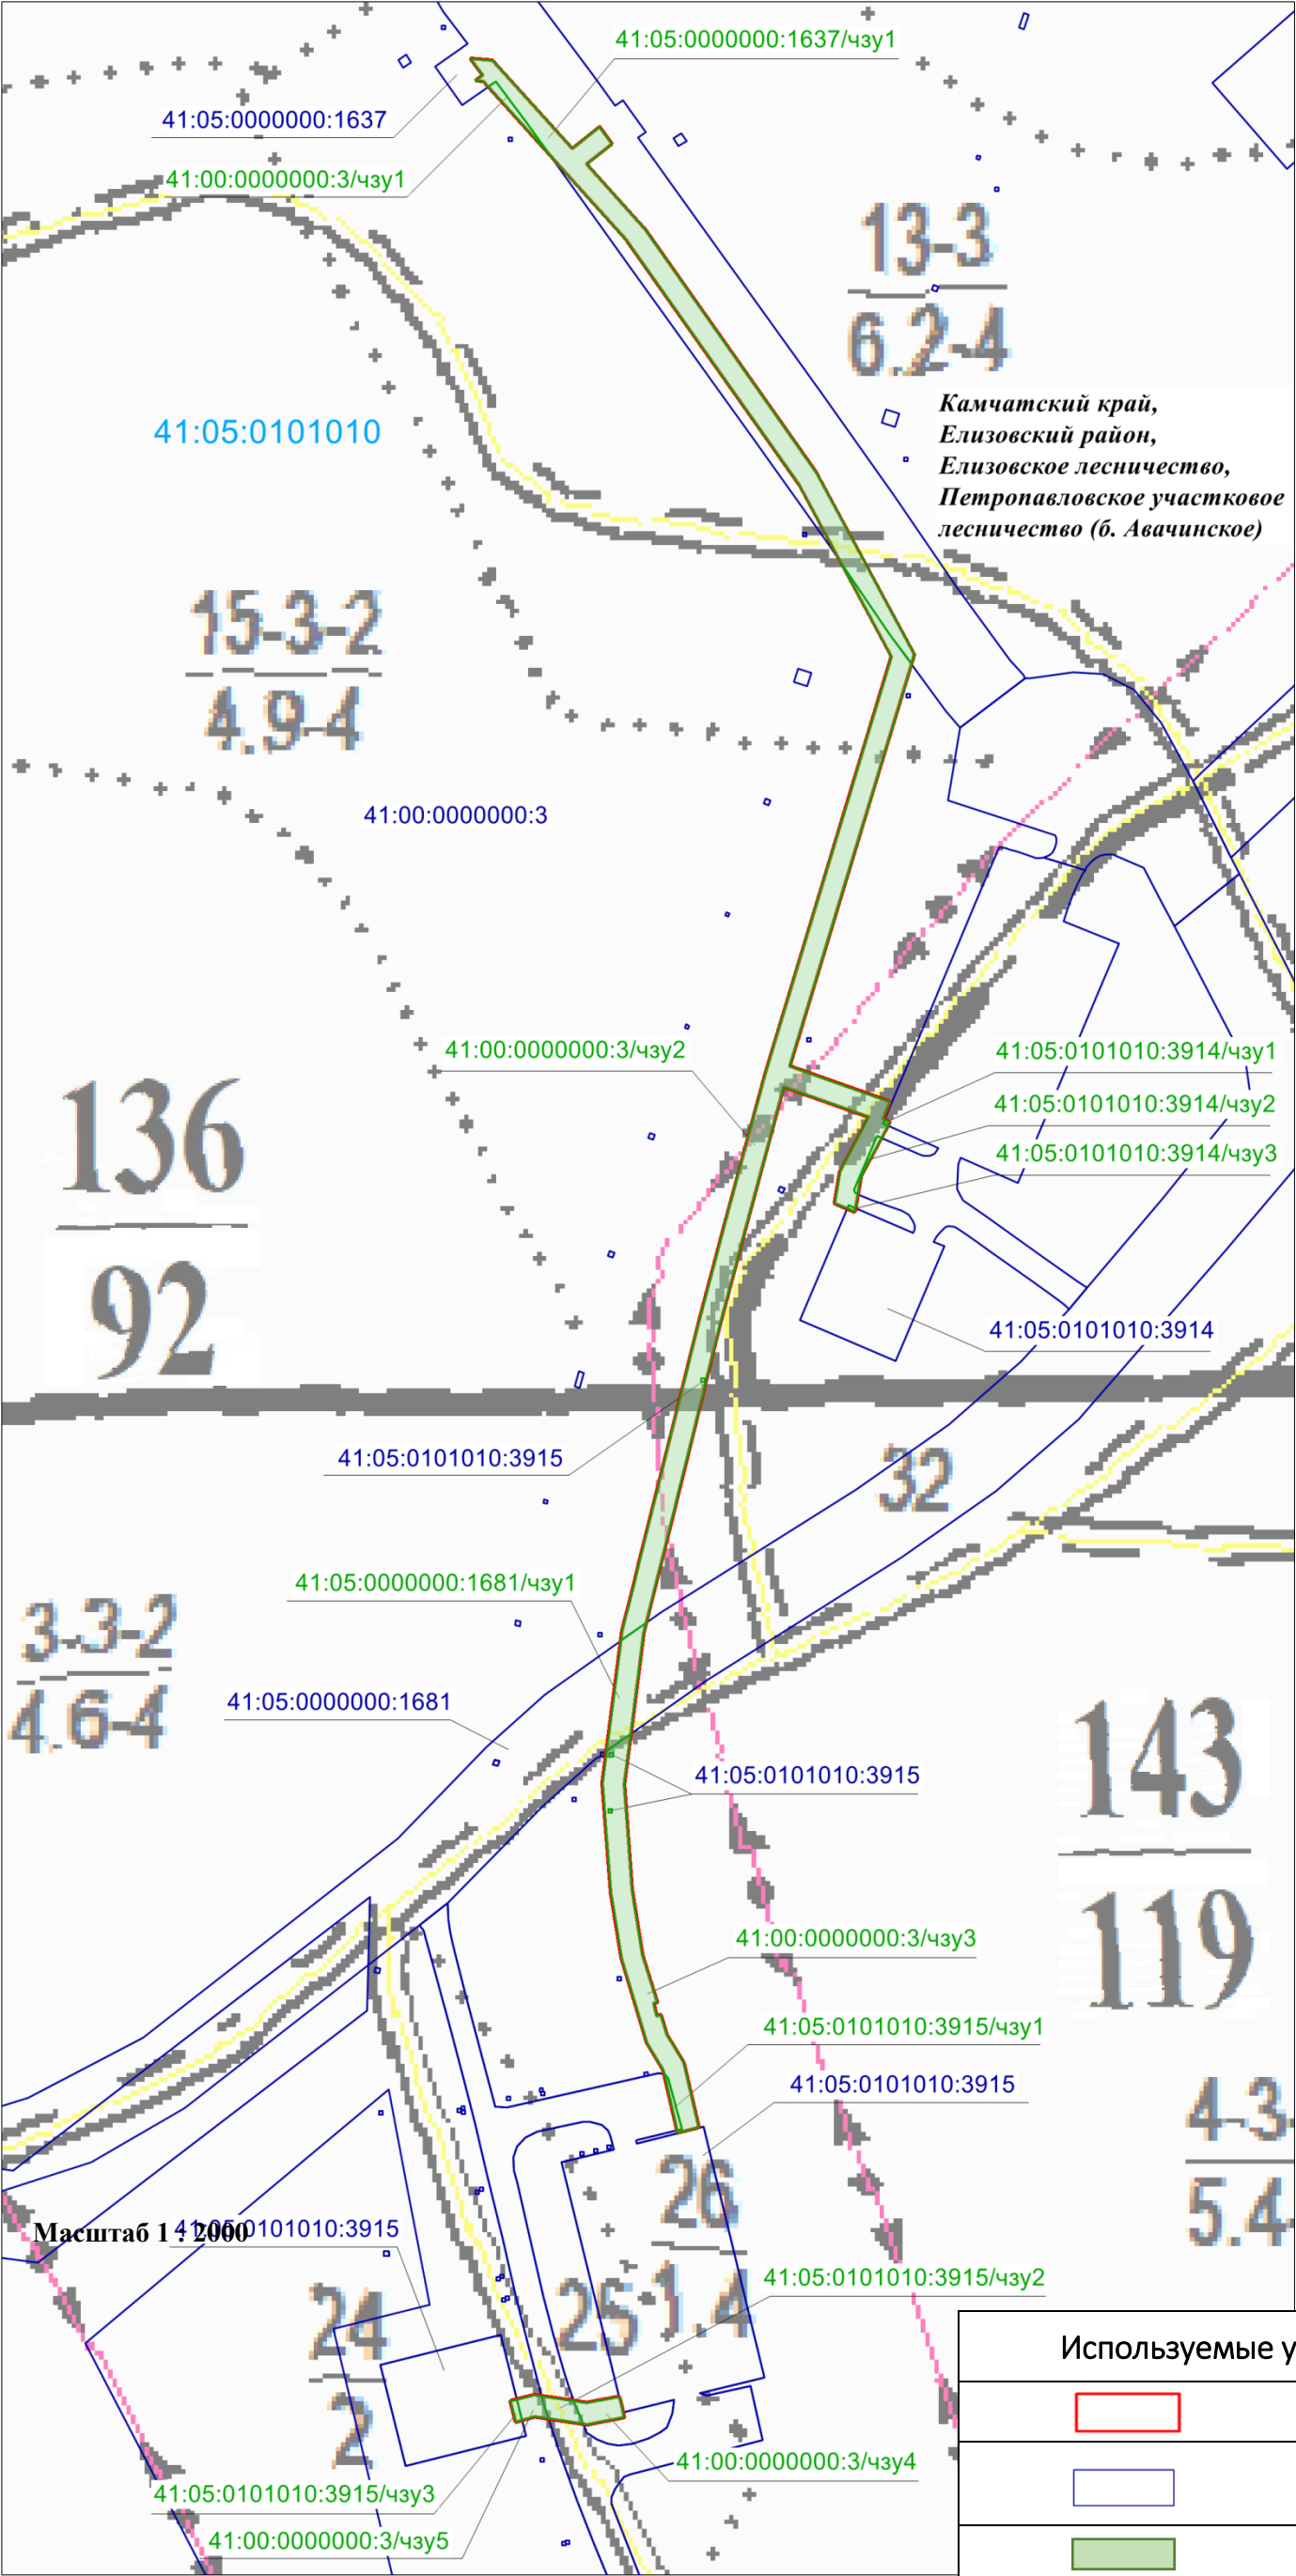 41:05:0000000:1637/чзу1
41:05:0000000:1637
41:00:0000000:3/чзу1
13-3
6.2-4
Камчатский край,
Елизовский район,
Елизовское лесничество,
Петропавловское участковое
лесничество (б. Авачинское)
41:05:0101010
15-3-2
4.9-4
41:00:0000000:3
41:00:0000000:3/чзу2
41:05:0101010:3914/чзу1
41:05:0101010:3914/чзу2
41:05:0101010:3914/чзу3
136
92
41:05:0101010:3914
41:05:0101010:3915
32
41:05:0000000:1681/чзу1
3-3-2
4.6-4
41:05:0000000:1681
41:05:0101010:3915
143
119
41:00:0000000:3/чзу3
41:05:0101010:3915/чзу1
41:05:0101010:3915
4-3-
5.4-
26
1.4
25
Масштаб 1 : 2000
41:05:0101010:3915
41:05:0101010:3915/чзу2
24
2
Используемые у
41:00:0000000:3/чзу4
41:05:0101010:3915/чзу3
41:00:0000000:3/чзу5